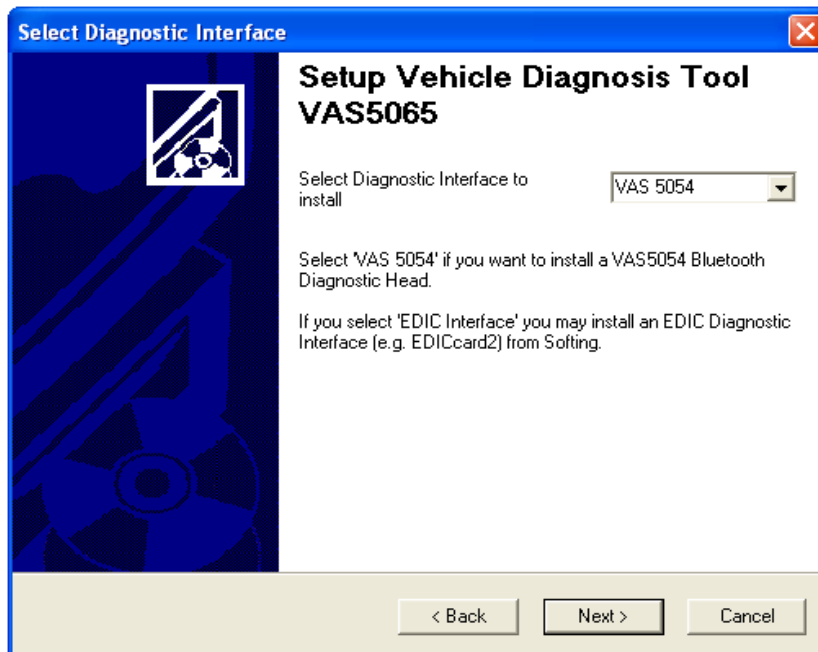 Select Diagnostic Interface
Setup Vehicle Diagnosis Tool
VAS5065
Select Diagnostic Interface to
install
VAS 5054
Select 'VAS 5054' if you want to install a VAS5054 Bluetooth
Diagnostic Head.
If you select 'EDIC Interface' you may install an EDIC Diagnostic
Interface (e.g. EDICcard2) from Softing.
< Back
Next >
Cancel